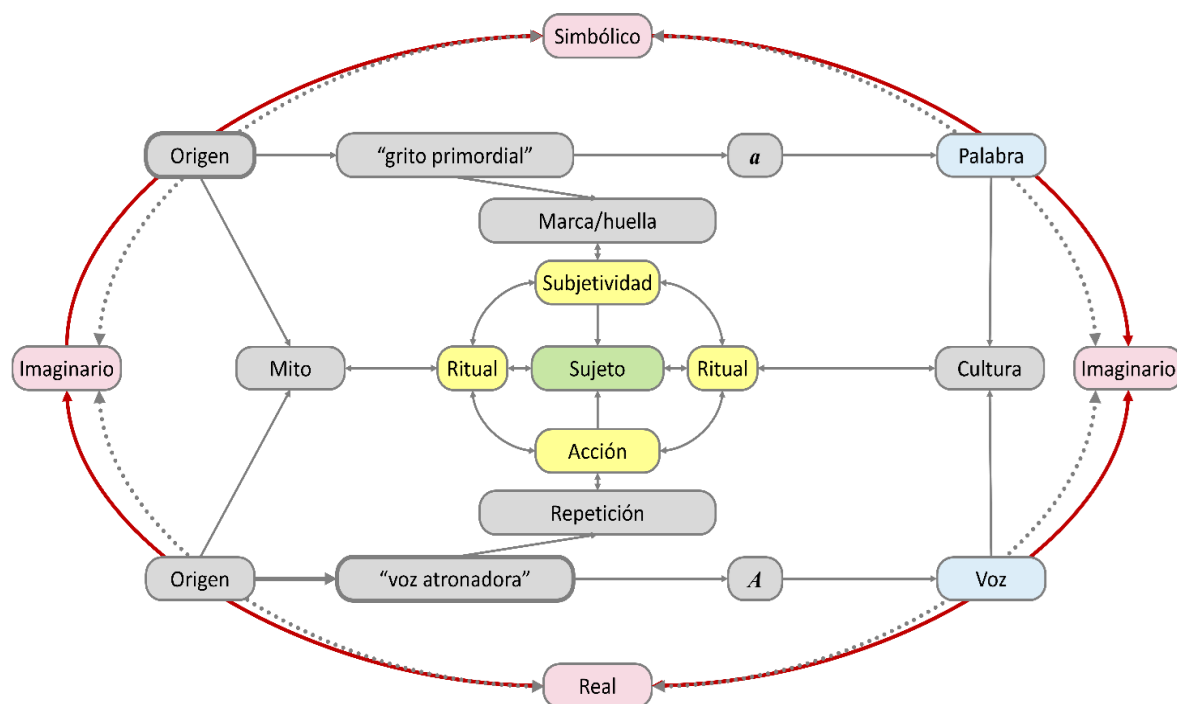 Simbólico
Origen
“grito primordial”
a
Palabra
Marca/huella
Subjetividad
Imaginario
Mito
Ritual
Sujeto
Ritual
Cultura
Imaginario
Acción
Repetición
Origen
“voz atronadora”
A
Voz
Real